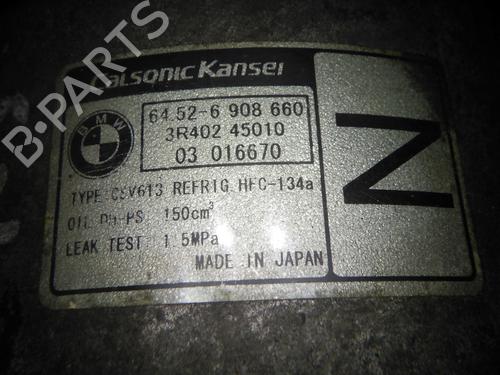 Calsonic Kansei
BMW
64.52-6 908 660
3R402 45010
03 016670
TYPE CSV613 REFRIG HFC-134a
OIL PH-PS 150cm³
LEAK TEST 1.5MPa
MADE IN JAPAN
Z
B-PARTS